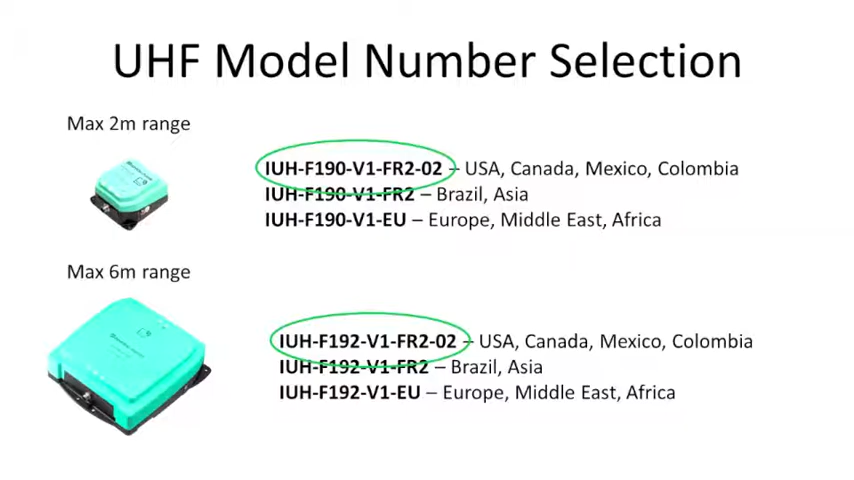 UHF Model Number Selection
Max 2m range
IUH-F190-V1-FR2-02 – USA, Canada, Mexico, Colombia
IUH-F190-V1-FR2 – Brazil, Asia
IUH-F190-V1-EU – Europe, Middle East, Africa
Max 6m range
IUH-F192-V1-FR2-02 – USA, Canada, Mexico, Colombia
IUH-F192-V1-FR2 – Brazil, Asia
IUH-F192-V1-EU – Europe, Middle East, Africa